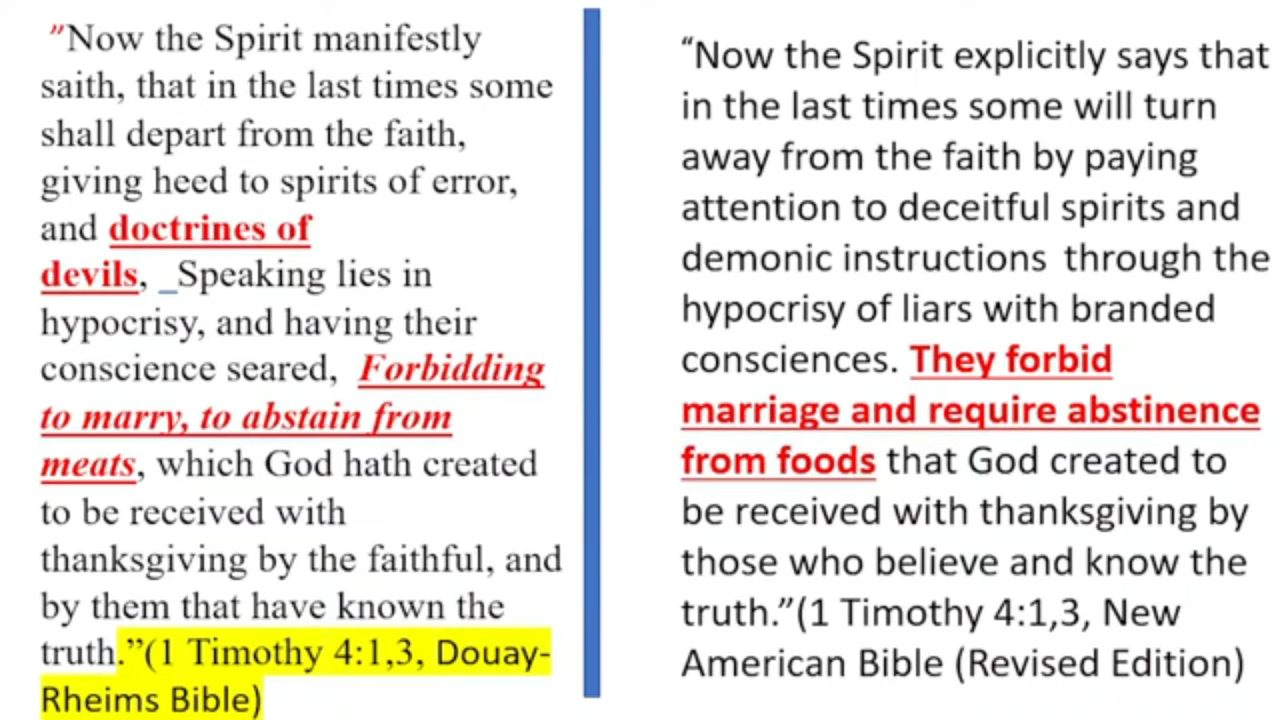 "Now the Spirit manifestly
saith, that in the last times some
shall depart from the faith,
giving heed to spirits of error,
and doctrines of
devils, _Speaking lies in
hypocrisy, and having their
conscience seared, Forbidding
to marry, to abstain from
meats, which God hath created
to be received with
thanksgiving by the faithful, and
by them that have known the
truth.”(1 Timothy 4:1,3, Douay-
Rheims Bible)
“Now the Spirit explicitly says that
in the last times some will turn
away from the faith by paying
attention to deceitful spirits and
demonic instructions through the
hypocrisy of liars with branded
consciences. They forbid
marriage and require abstinence
from foods that God created to
be received with thanksgiving by
those who believe and know the
truth.”(1 Timothy 4:1,3, New
American Bible (Revised Edition)